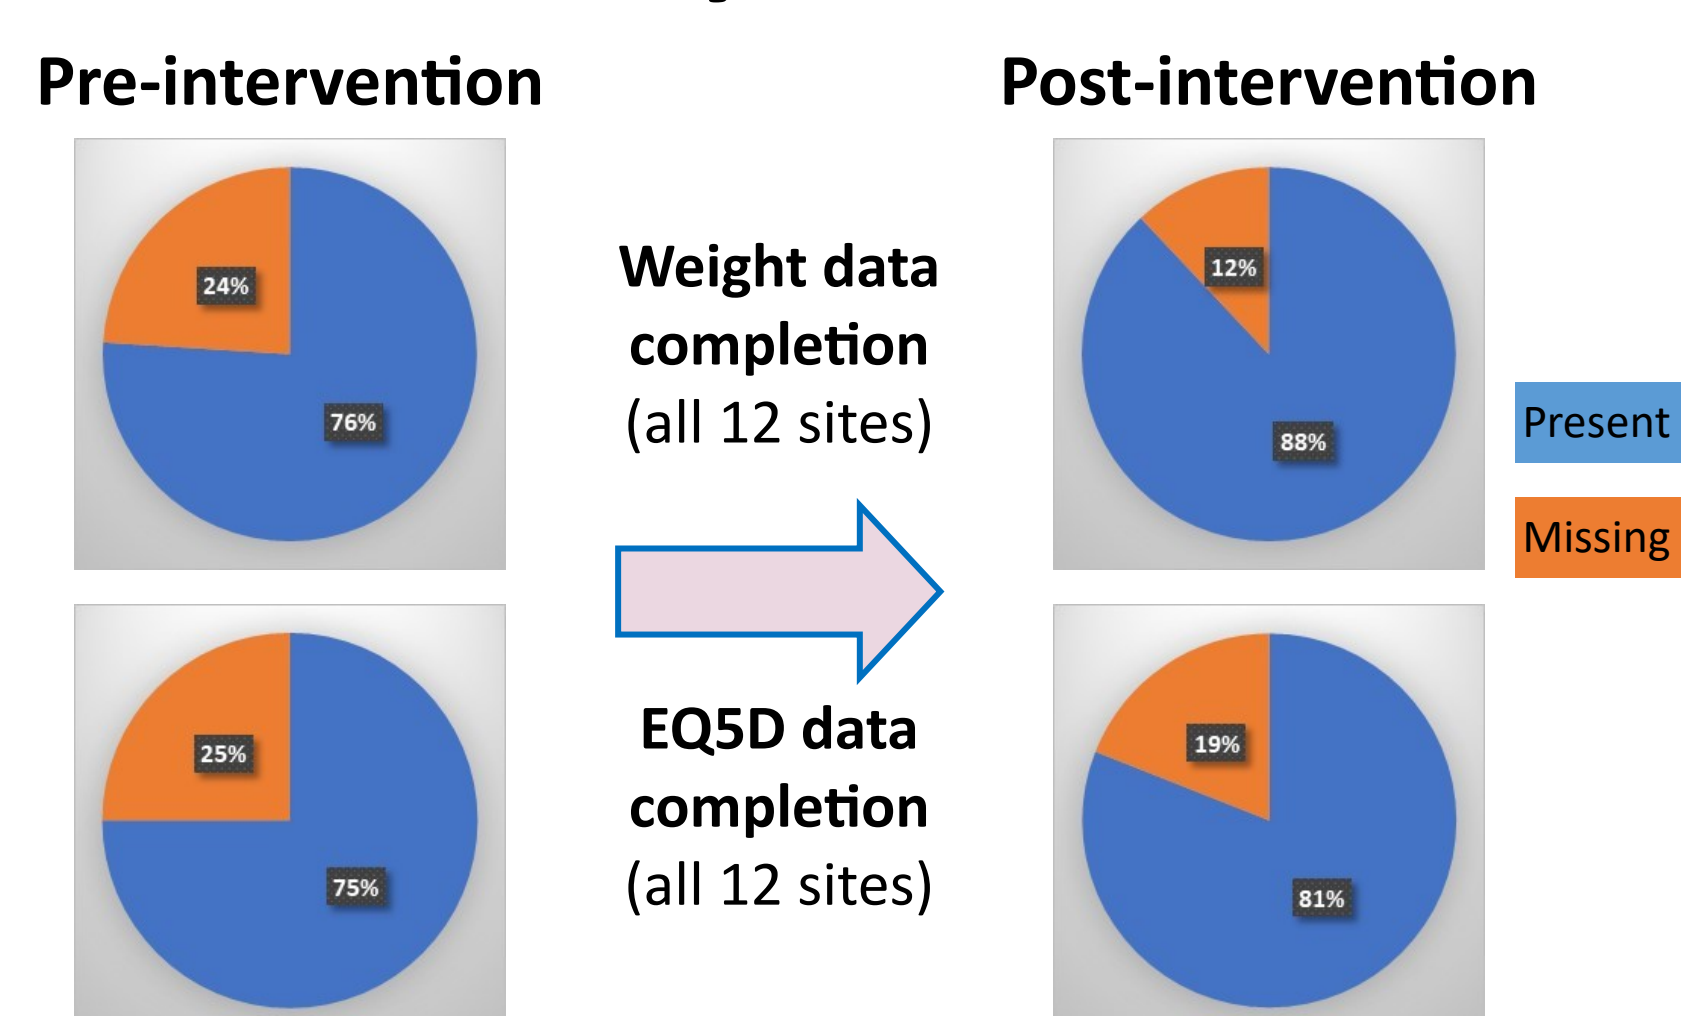 Pre-intervention
Post-intervention
24%
76%
Weight data
completion
(all 12 sites)
12%
88%
Present
Missing
25%
75%
EQ5D data
completion
(all 12 sites)
19%
81%